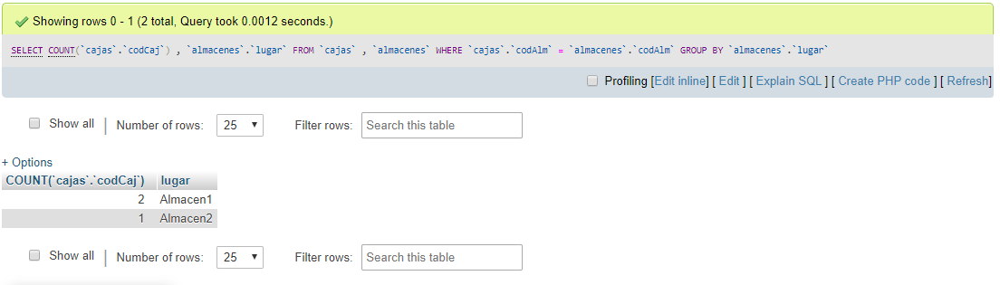 Showing rows 0 - 1 (2 total, Query took 0.0012 seconds.)
SELECT COUNT(`cajas`.`codCaj`) , `almacenes`.`lugar` FROM `cajas` , `almacenes` WHERE `cajas`.`codAlm` = `almacenes`.`codAlm` GROUP BY `almacenes`.`lugar`
Profiling [Edit inline] [ Edit ] [ Explain SQL ] [ Create PHP code ] [ Refresh]
Show all | Number of rows: 25 Filter rows: Search this table
+ Options
COUNT(`cajas`.`codCaj`) lugar
2 Almacen1
1 Almacen2
Show all | Number of rows: 25 Filter rows: Search this table